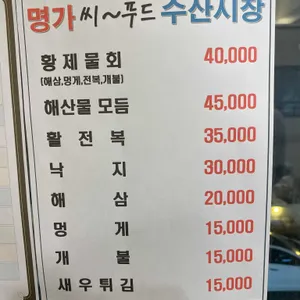 명가 씨~푸드 수산시장
황제물회 40,000
(해삼,멍게,전복,개불)
해산물모듬 45,000
활전복 35,000
낙지 30,000
해삼 20,000
멍게 15,000
개불 15,000
새우튀김 15,000